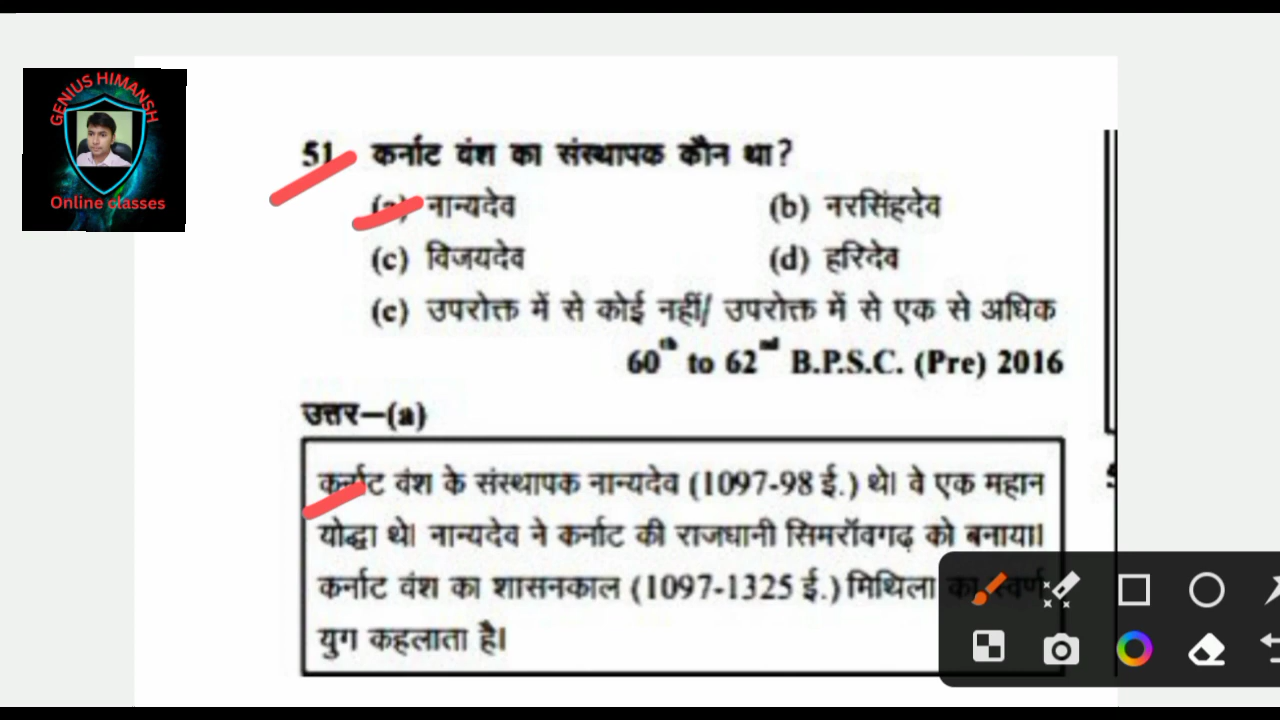 GENIUS HIMANSH
Online classes
51. कर्नाट वंश का संस्थापक कौन था?
(a) नान्यदेव (b) नरसिंहदेव
(c) विजयदेव (d) हरिदेव
(e) उपरोक्त में से कोई नहीं/ उपरोक्त में से एक से अधिक
60th to 62nd B.P.S.C. (Pre) 2016
उत्तर—(a)
कर्नाट वंश के संस्थापक नान्यदेव (1097-98 ई.) थे। वे एक महान
योद्धा थे। नान्यदेव ने कर्नाट की राजधानी सिमरॉवगढ़ को बनाया।
कर्नाट वंश का शासनकाल (1097-1325 ई.) मिथिला का स्वर्ण
युग कहलाता है।